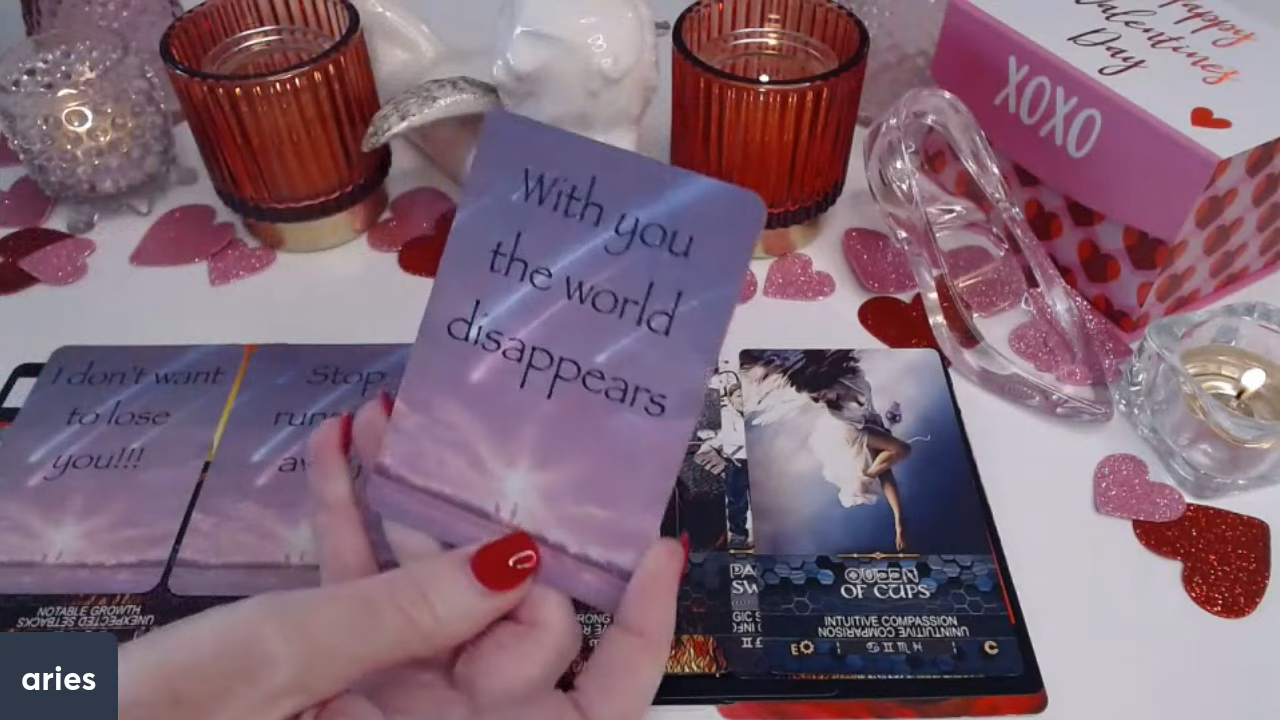 Happy
Valentines
Day
XOXO
With you
the world
disappears
I don't want
to lose
you!!!
Stop
NOTABLE GROWTH
UNEXPECTED SETBACKS
QUEEN
OF CUPS
INTUITIVE COMPASSION
UNINTUITIVE COMPARISON
aries